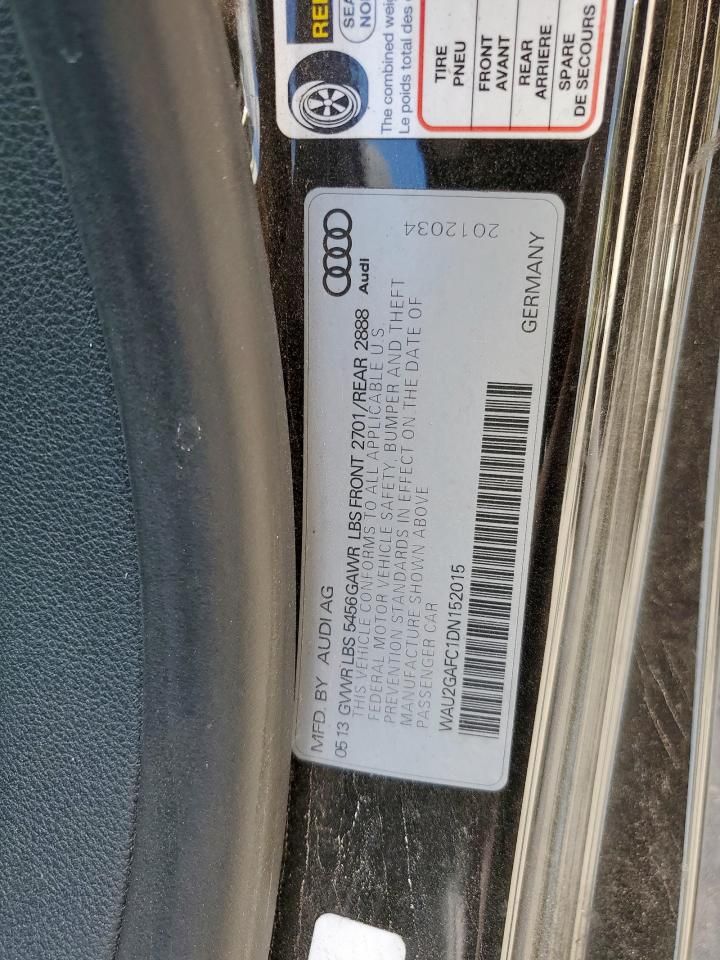 RE
SEA
NO
The combined wei
Le poids total des
TIRE
PNEU
FRONT
AVANT
REAR
ARRIERE
SPARE
DE SECOURS
MFD. BY AUDI AG
Audi
0513 GVWR LBS 5456 GAWR LBS FRONT 2701/REAR 2888
THIS VEHICLE CONFORMS TO ALL APPLICABLE U.S.
FEDERAL MOTOR VEHICLE SAFETY, BUMPER AND THEFT
PREVENTION STANDARDS IN EFFECT ON THE DATE OF
MANUFACTURE SHOWN ABOVE
PASSENGER CAR
2012034
WAU2GAFC1DN152015
GERMANY